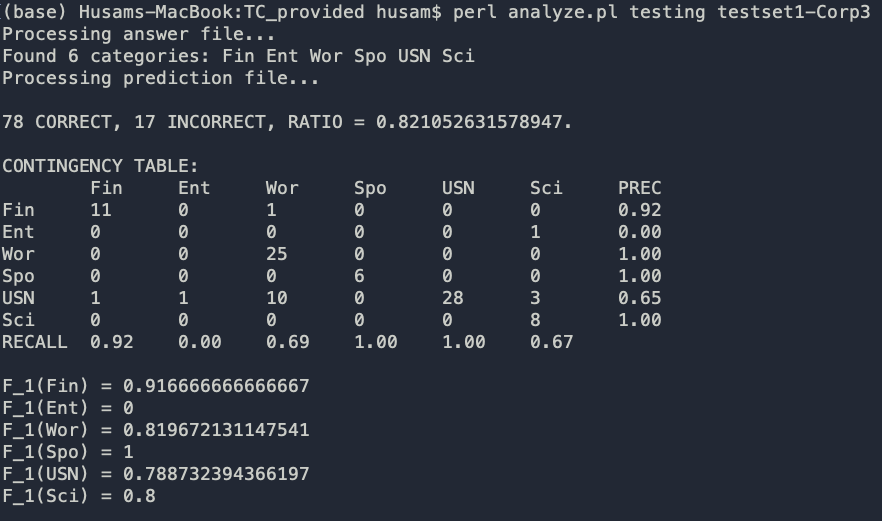 (base) Husams-MacBook:TC_provided husam$ perl analyze.pl testing testset1-Corp3
Processing answer file...
Found 6 categories: Fin Ent Wor Spo USN Sci
Processing prediction file...

78 CORRECT, 17 INCORRECT, RATIO = 0.821052631578947.

CONTINGENCY TABLE:
        Fin     Ent     Wor     Spo     USN     Sci     PREC
Fin     11      0       1       0       0       0       0.92
Ent     0       0       0       0       0       1       0.00
Wor     0       0       25      0       0       0       1.00
Spo     0       0       0       6       0       0       1.00
USN     1       1       10      0       28      3       0.65
Sci     0       0       0       0       0       8       1.00
RECALL  0.92    0.00    0.69    1.00    1.00    0.67

F_1(Fin) = 0.916666666666667
F_1(Ent) = 0
F_1(Wor) = 0.819672131147541
F_1(Spo) = 1
F_1(USN) = 0.788732394366197
F_1(Sci) = 0.8